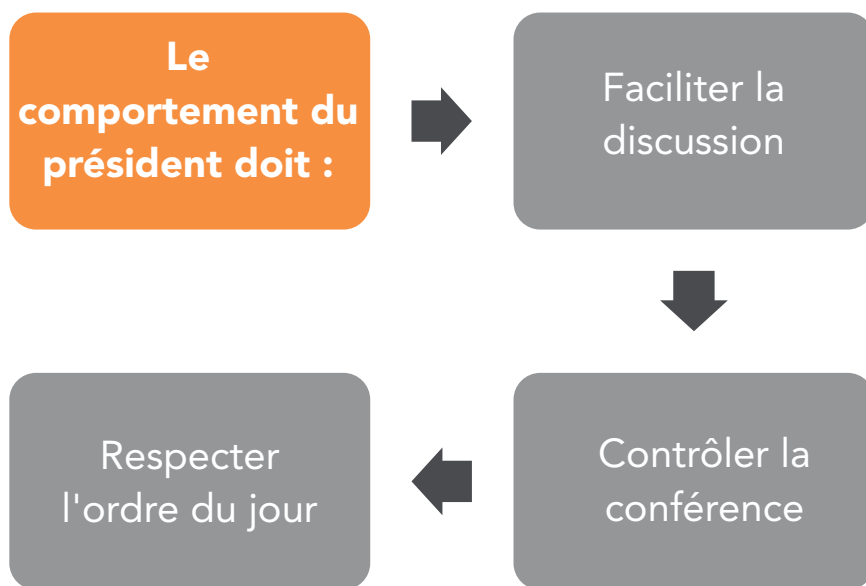 Le
comportement du
président doit :
Faciliter la
discussion
Contrôler la
conférence
Respecter
l'ordre du jour